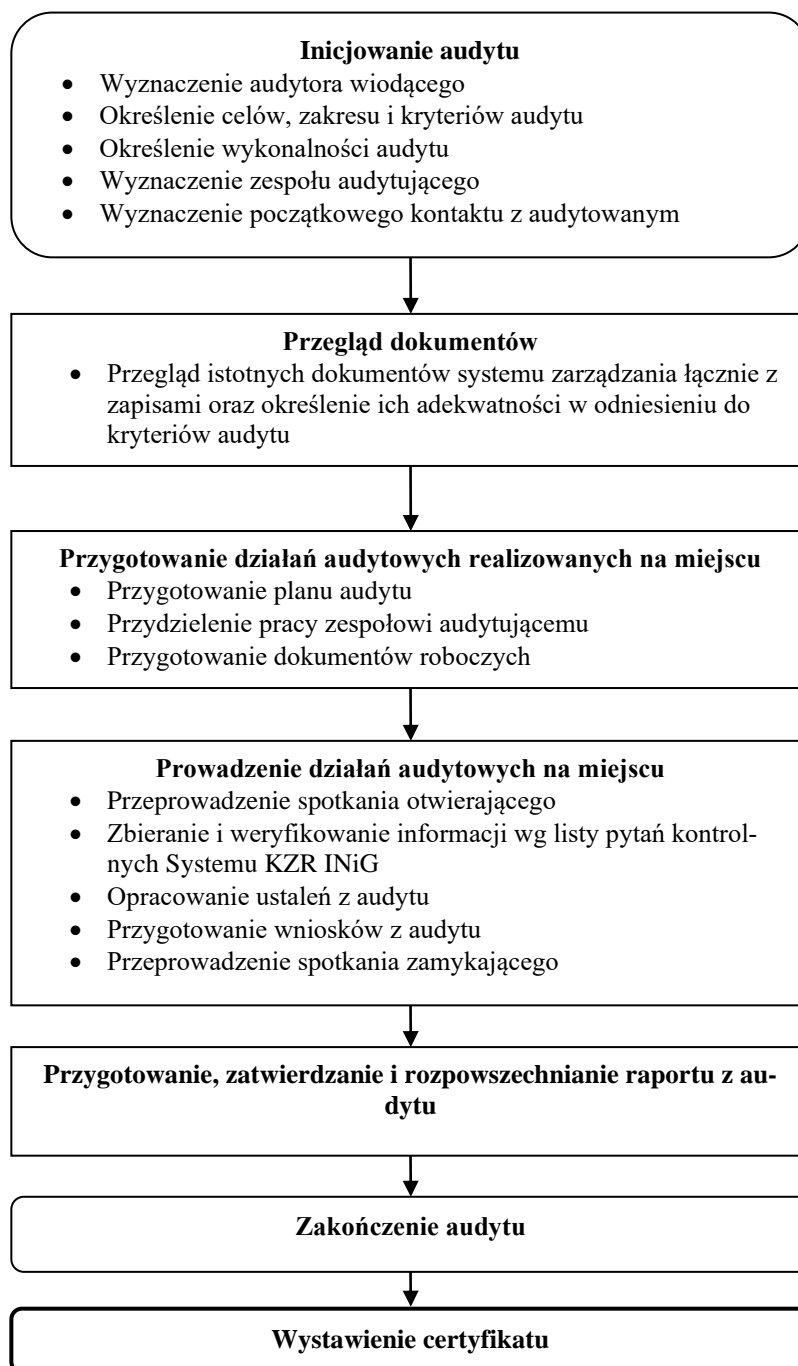 Inicjowanie audytu
• Wyznaczenie audytora wiodącego
• Określenie celów, zakresu i kryteriów audytu
• Określenie wykonalności audytu
• Wyznaczenie zespołu audytującego
• Wyznaczenie początkowego kontaktu z audytowanym
Przegląd dokumentów
• Przegląd istotnych dokumentów systemu zarządzania łącznie z
zapisami oraz określenie ich adekwatności w odniesieniu do
kryteriów audytu
Przygotowanie działań audytowych realizowanych na miejscu
• Przygotowanie planu audytu
• Przydzielenie pracy zespołowi audytującemu
• Przygotowanie dokumentów roboczych
Prowadzenie działań audytowych na miejscu
• Przeprowadzenie spotkania otwierającego
• Zbieranie i weryfikowanie informacji wg listy pytań kontrol-
nych Systemu KZR INiG
• Opracowanie ustaleń z audytu
• Przygotowanie wniosków z audytu
• Przeprowadzenie spotkania zamykającego
Przygotowanie, zatwierdzanie i rozpowszechnianie raportu z au-
dytu
Zakończenie audytu
Wystawienie certyfikatu